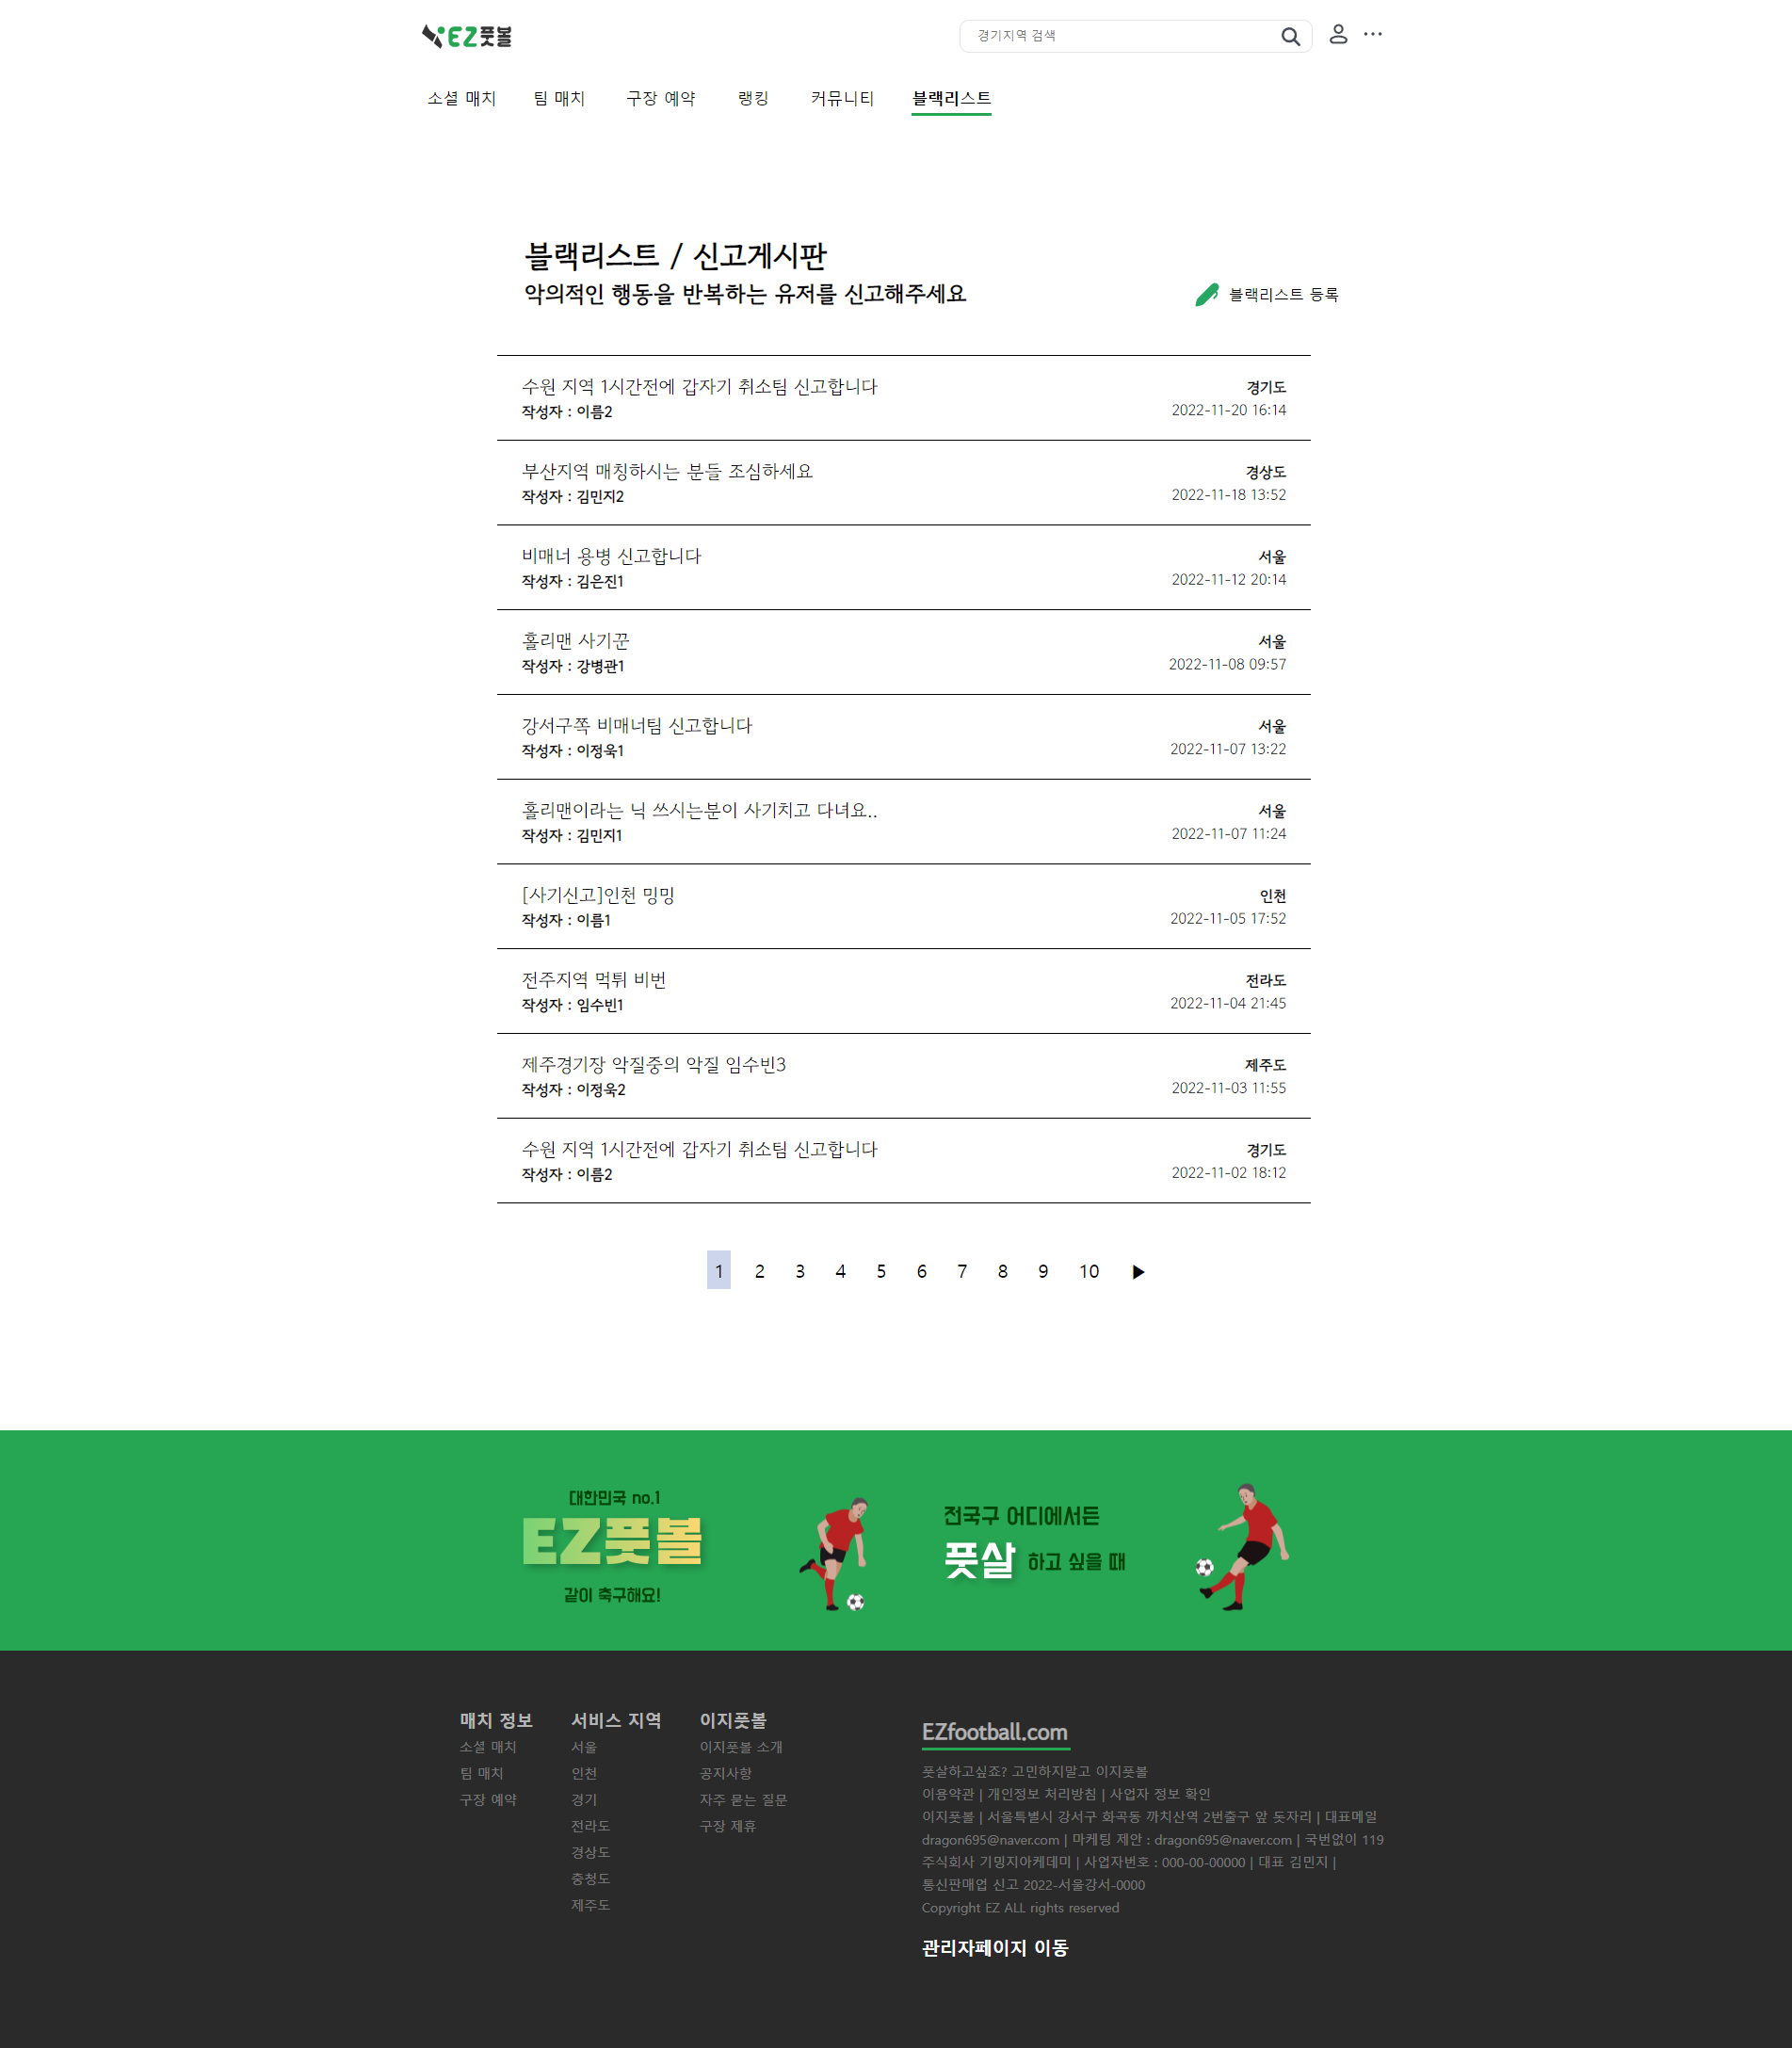 EZ풋볼
경기지역 검색
소셜 매치 팀 매치 구장 예약 랭킹 커뮤니티 블랙리스트
블랙리스트 / 신고게시판
악의적인 행동을 반복하는 유저를 신고해주세요
블랙리스트 등록
수원 지역 1시간전에 갑자기 취소팀 신고합니다 경기도
작성자 : 이름2 2022-11-20 16:14
부산지역 매칭하시는 분들 조심하세요 경상도
작성자 : 김민지2 2022-11-18 13:52
비매너 용병 신고합니다 서울
작성자 : 김은진1 2022-11-12 20:14
홀리맨 사기꾼 서울
작성자 : 강병관1 2022-11-08 09:57
강서구쪽 비매너팀 신고합니다 서울
작성자 : 이정욱1 2022-11-07 13:22
홀리맨이라는 닉 쓰시는분이 사기치고 다녀요.. 서울
작성자 : 김민지1 2022-11-07 11:24
[사기신고]인천 밍밍 인천
작성자 : 이름1 2022-11-05 17:52
전주지역 먹튀 비번 전라도
작성자 : 임수빈1 2022-11-04 21:45
제주경기장 악질중의 악질 임수빈3 제주도
작성자 : 이정욱2 2022-11-03 11:55
수원 지역 1시간전에 갑자기 취소팀 신고합니다 경기도
작성자 : 이름2 2022-11-02 18:12
1 2 3 4 5 6 7 8 9 10 ▶
대한민국 no.1
EZ풋볼
같이 축구해요!
전국구 어디에서든
풋살 하고 싶을 때
매치 정보
소셜 매치
팀 매치
구장 예약
서비스 지역
서울
인천
경기
전라도
경상도
충청도
제주도
이지풋볼
이지풋볼 소개
공지사항
자주 묻는 질문
구장 제휴
EZfootball.com
풋살하고싶죠? 고민하지말고 이지풋볼
이용약관 | 개인정보 처리방침 | 사업자 정보 확인
이지풋볼 | 서울특별시 강서구 화곡동 까치산역 2번출구 앞 돗자리 | 대표메일
dragon695@naver.com | 마케팅 제안 : dragon695@naver.com | 국번없이 119
주식회사 기밍지아케데미 | 사업자번호 : 000-00-00000 | 대표 김민지 |
통신판매업 신고 2022-서울강서-0000
Copyright EZ ALL rights reserved
관리자페이지 이동